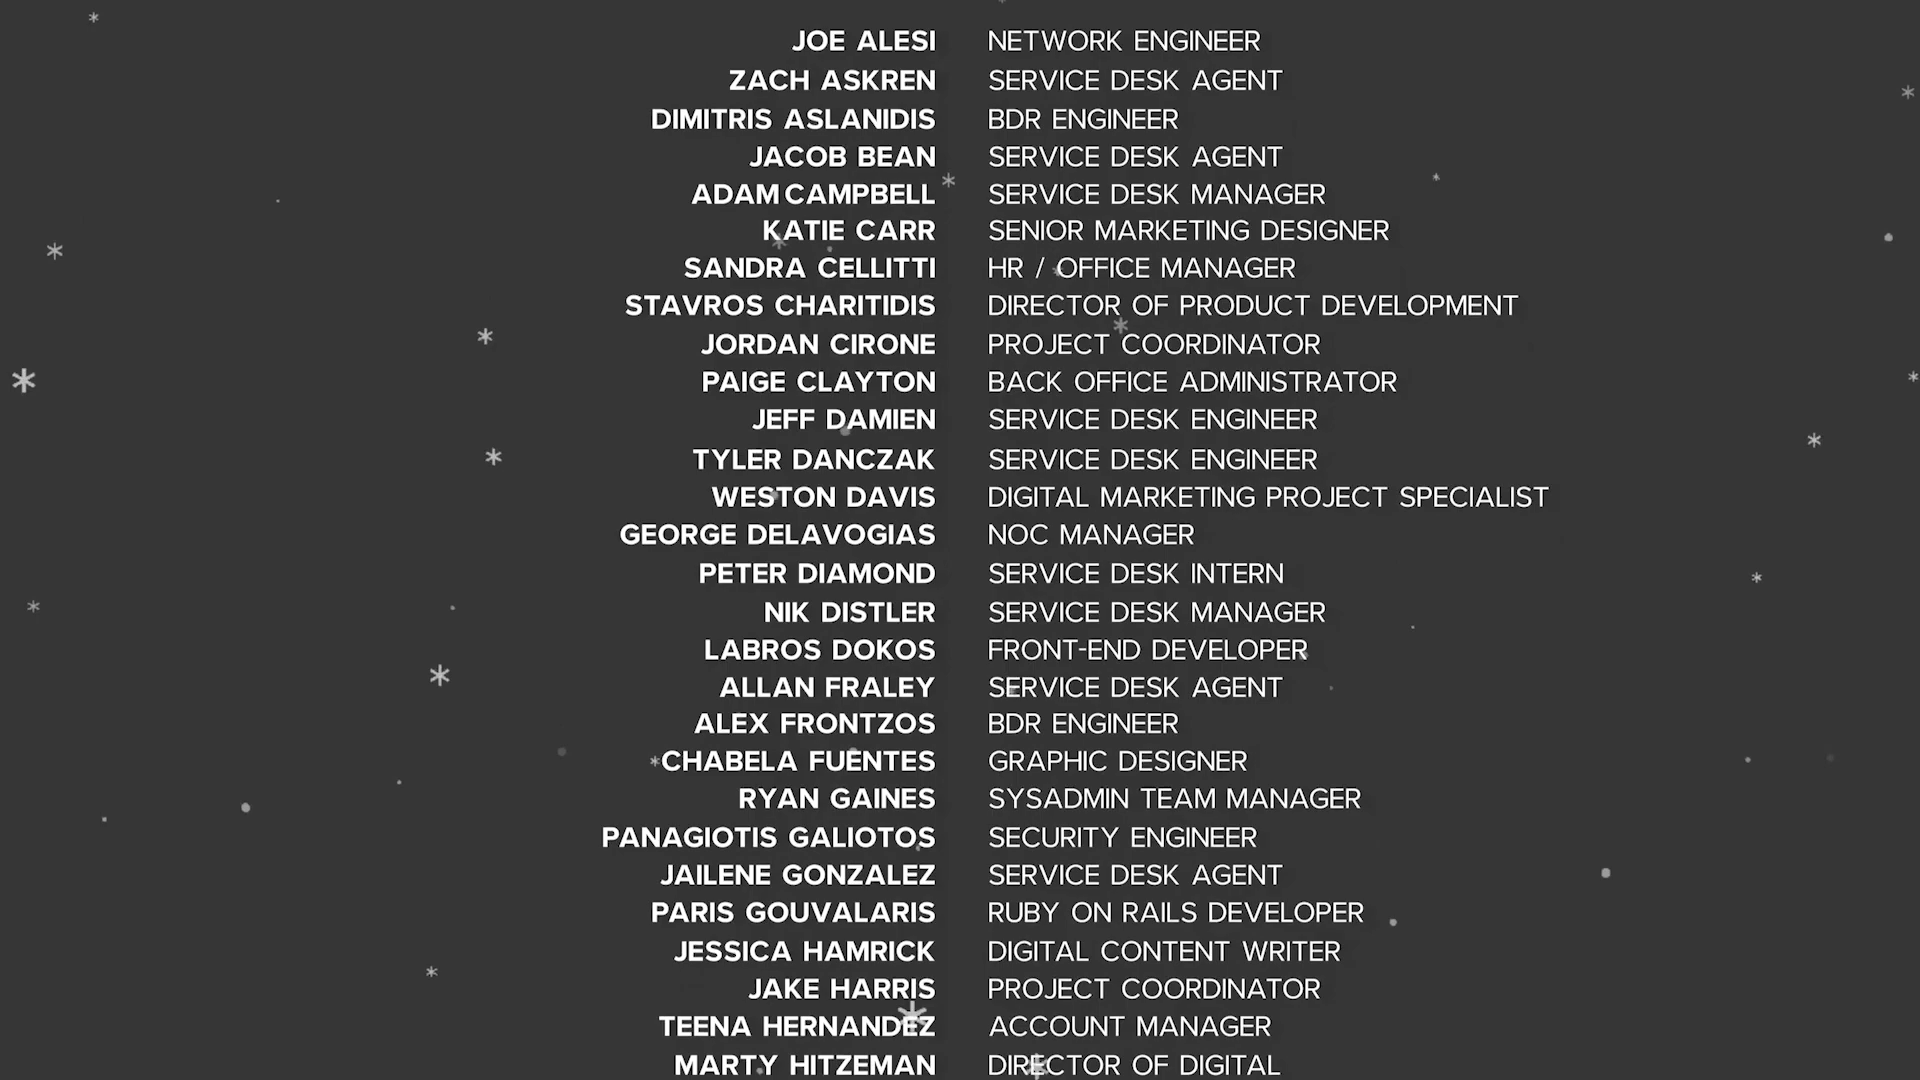 JOE ALESI NETWORK ENGINEER
ZACH ASKREN SERVICE DESK AGENT
DIMITRIS ASLANIDIS BDR ENGINEER
JACOB BEAN SERVICE DESK AGENT
ADAM CAMPBELL SERVICE DESK MANAGER
KATIE CARR SENIOR MARKETING DESIGNER
SANDRA CELLITTI HR / OFFICE MANAGER
STAVROS CHARITIDIS DIRECTOR OF PRODUCT DEVELOPMENT
JORDAN CIRONE PROJECT COORDINATOR
PAIGE CLAYTON BACK OFFICE ADMINISTRATOR
JEFF DAMIEN SERVICE DESK ENGINEER
TYLER DANCZAK SERVICE DESK ENGINEER
WESTON DAVIS DIGITAL MARKETING PROJECT SPECIALIST
GEORGE DELAVOGIAS NOC MANAGER
PETER DIAMOND SERVICE DESK INTERN
NIK DISTLER SERVICE DESK MANAGER
LABROS DOKOS FRONT-END DEVELOPER
ALLAN FRALEY SERVICE DESK AGENT
ALEX FRONTZOS BDR ENGINEER
CHABELA FUENTES GRAPHIC DESIGNER
RYAN GAINES SYSADMIN TEAM MANAGER
PANAGIOTIS GALIOTOS SECURITY ENGINEER
JAILENE GONZALEZ SERVICE DESK AGENT
PARIS GOUVALARIS RUBY ON RAILS DEVELOPER
JESSICA HAMRICK DIGITAL CONTENT WRITER
JAKE HARRIS PROJECT COORDINATOR
TEENA HERNANDEZ ACCOUNT MANAGER
MARTY HITZEMAN DIRECTOR OF DIGITAL